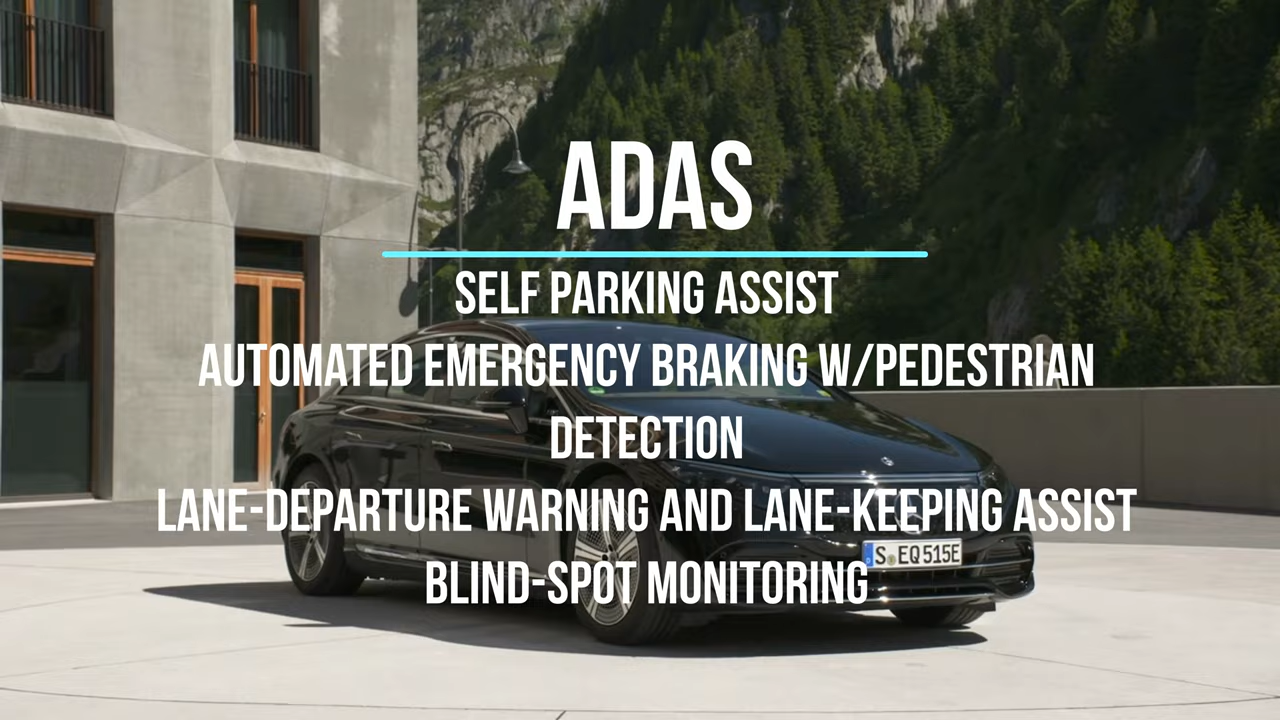 ADAS
SELF PARKING ASSIST
AUTOMATED EMERGENCY BRAKING W/PEDESTRIAN
DETECTION
LANE-DEPARTURE WARNING AND LANE-KEEPING ASSIST
BLIND-SPOT MONITORING
S EQ 515E